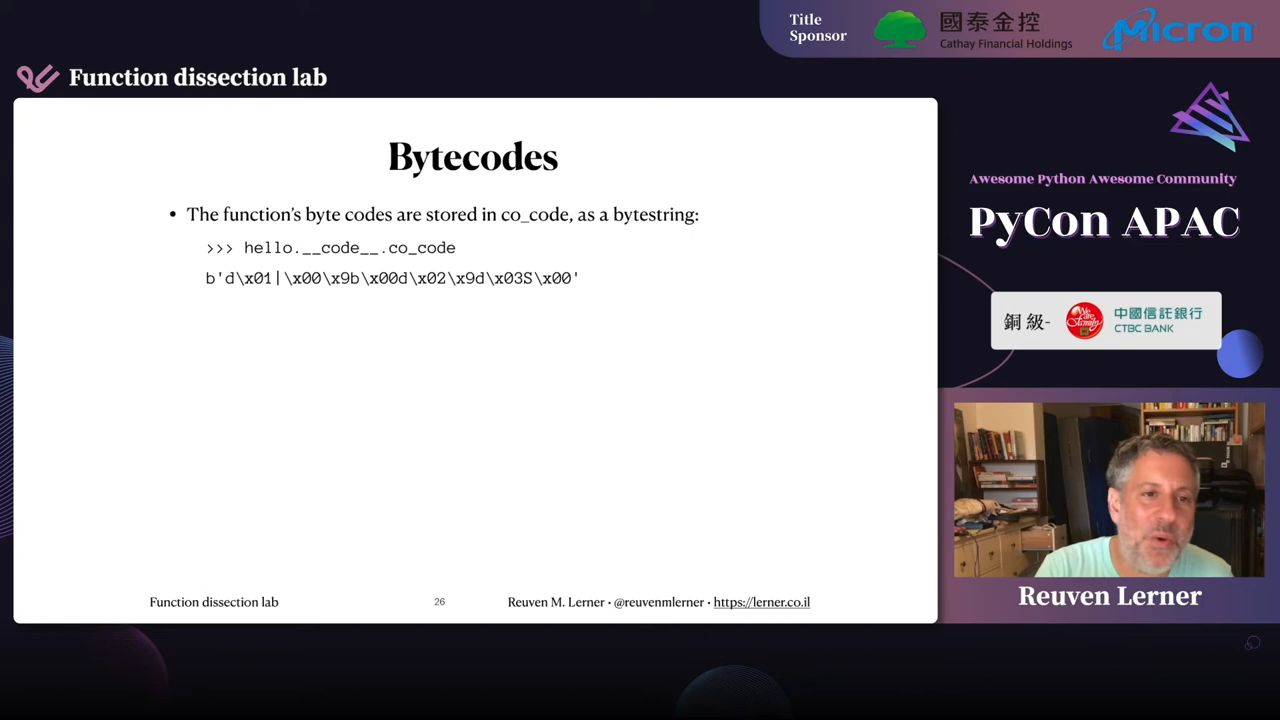 Title
Sponsor
國泰金控
Cathay Financial Holdings
Micron
Function dissection lab
Bytecodes
• The function's byte codes are stored in co_code, as a bytestring:
>>> hello.__code__.co_code
b'd\x01|\x00\x9b\x00d\x02\x9d\x03S\x00'
Function dissection lab
26
Reuven M. Lerner • @reuvenmlerner • https://lerner.co.il
Awesome Python Awesome Community
PyCon APAC
銅級-
We are Family
中國信託銀行
CTBC BANK
Reuven Lerner